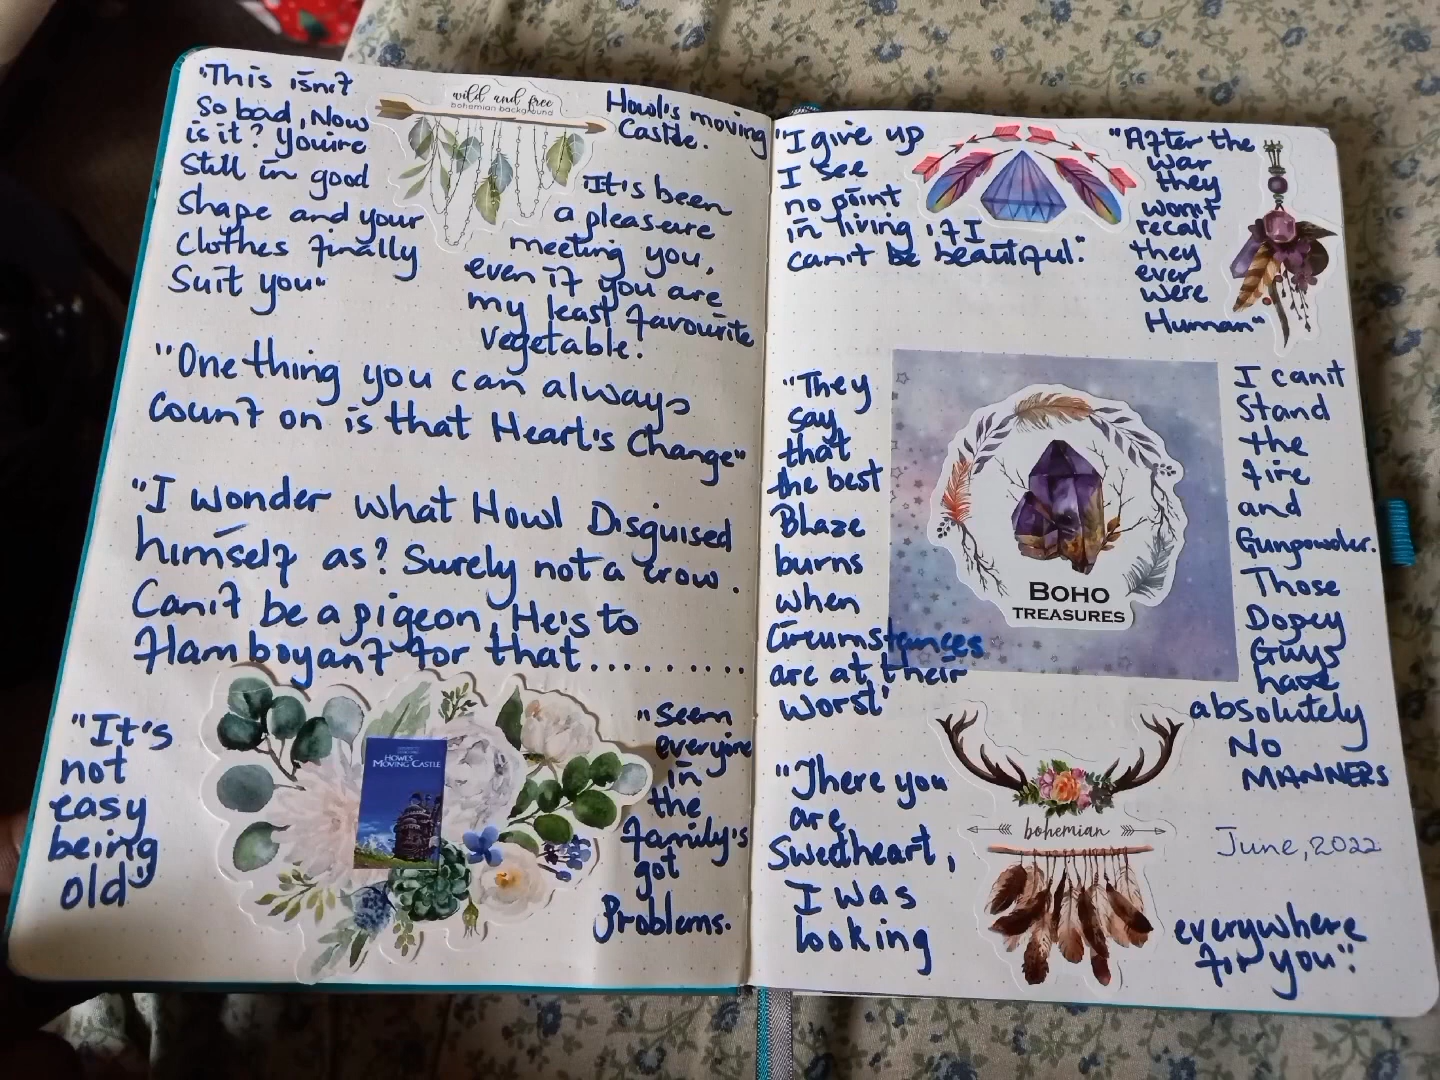 "This isn't
so bad, Now
is it? you're
still in good
shape and your
clothes finally
suit you"
wild and free
bohemian background
Howl's moving
Castle.
It's been
a pleasure
meeting you,
even if you are
my least favourite
vegetable.
"One thing you can always
count on is that Heart's Change"
"I wonder what Howl Disguised
himself as? Surely not a crow.
Can't be a pigeon, He's to
flamboyant for that.........
"It's
not
easy
being
old"
HOWL'S
MOVING CASTLE
"Seem
everyone
in
the
family's
got
Problems.
"I give up
I see
no point
in living if I
can't be beautiful."
"After the
war
they
won't
recall
they
ever
were
Human"
"They
say
that
the best
Blaze
burns
when
Circumstances
are at their
worst"
BOHO
TREASURES
I can't
stand
the
fire
and
Gunpowder.
Those
Dopey
Guys
have
absolutely
No
MANNERS
"There you
are
Sweetheart,
I was
looking
bohemian
June, 2022
everywhere
for you".